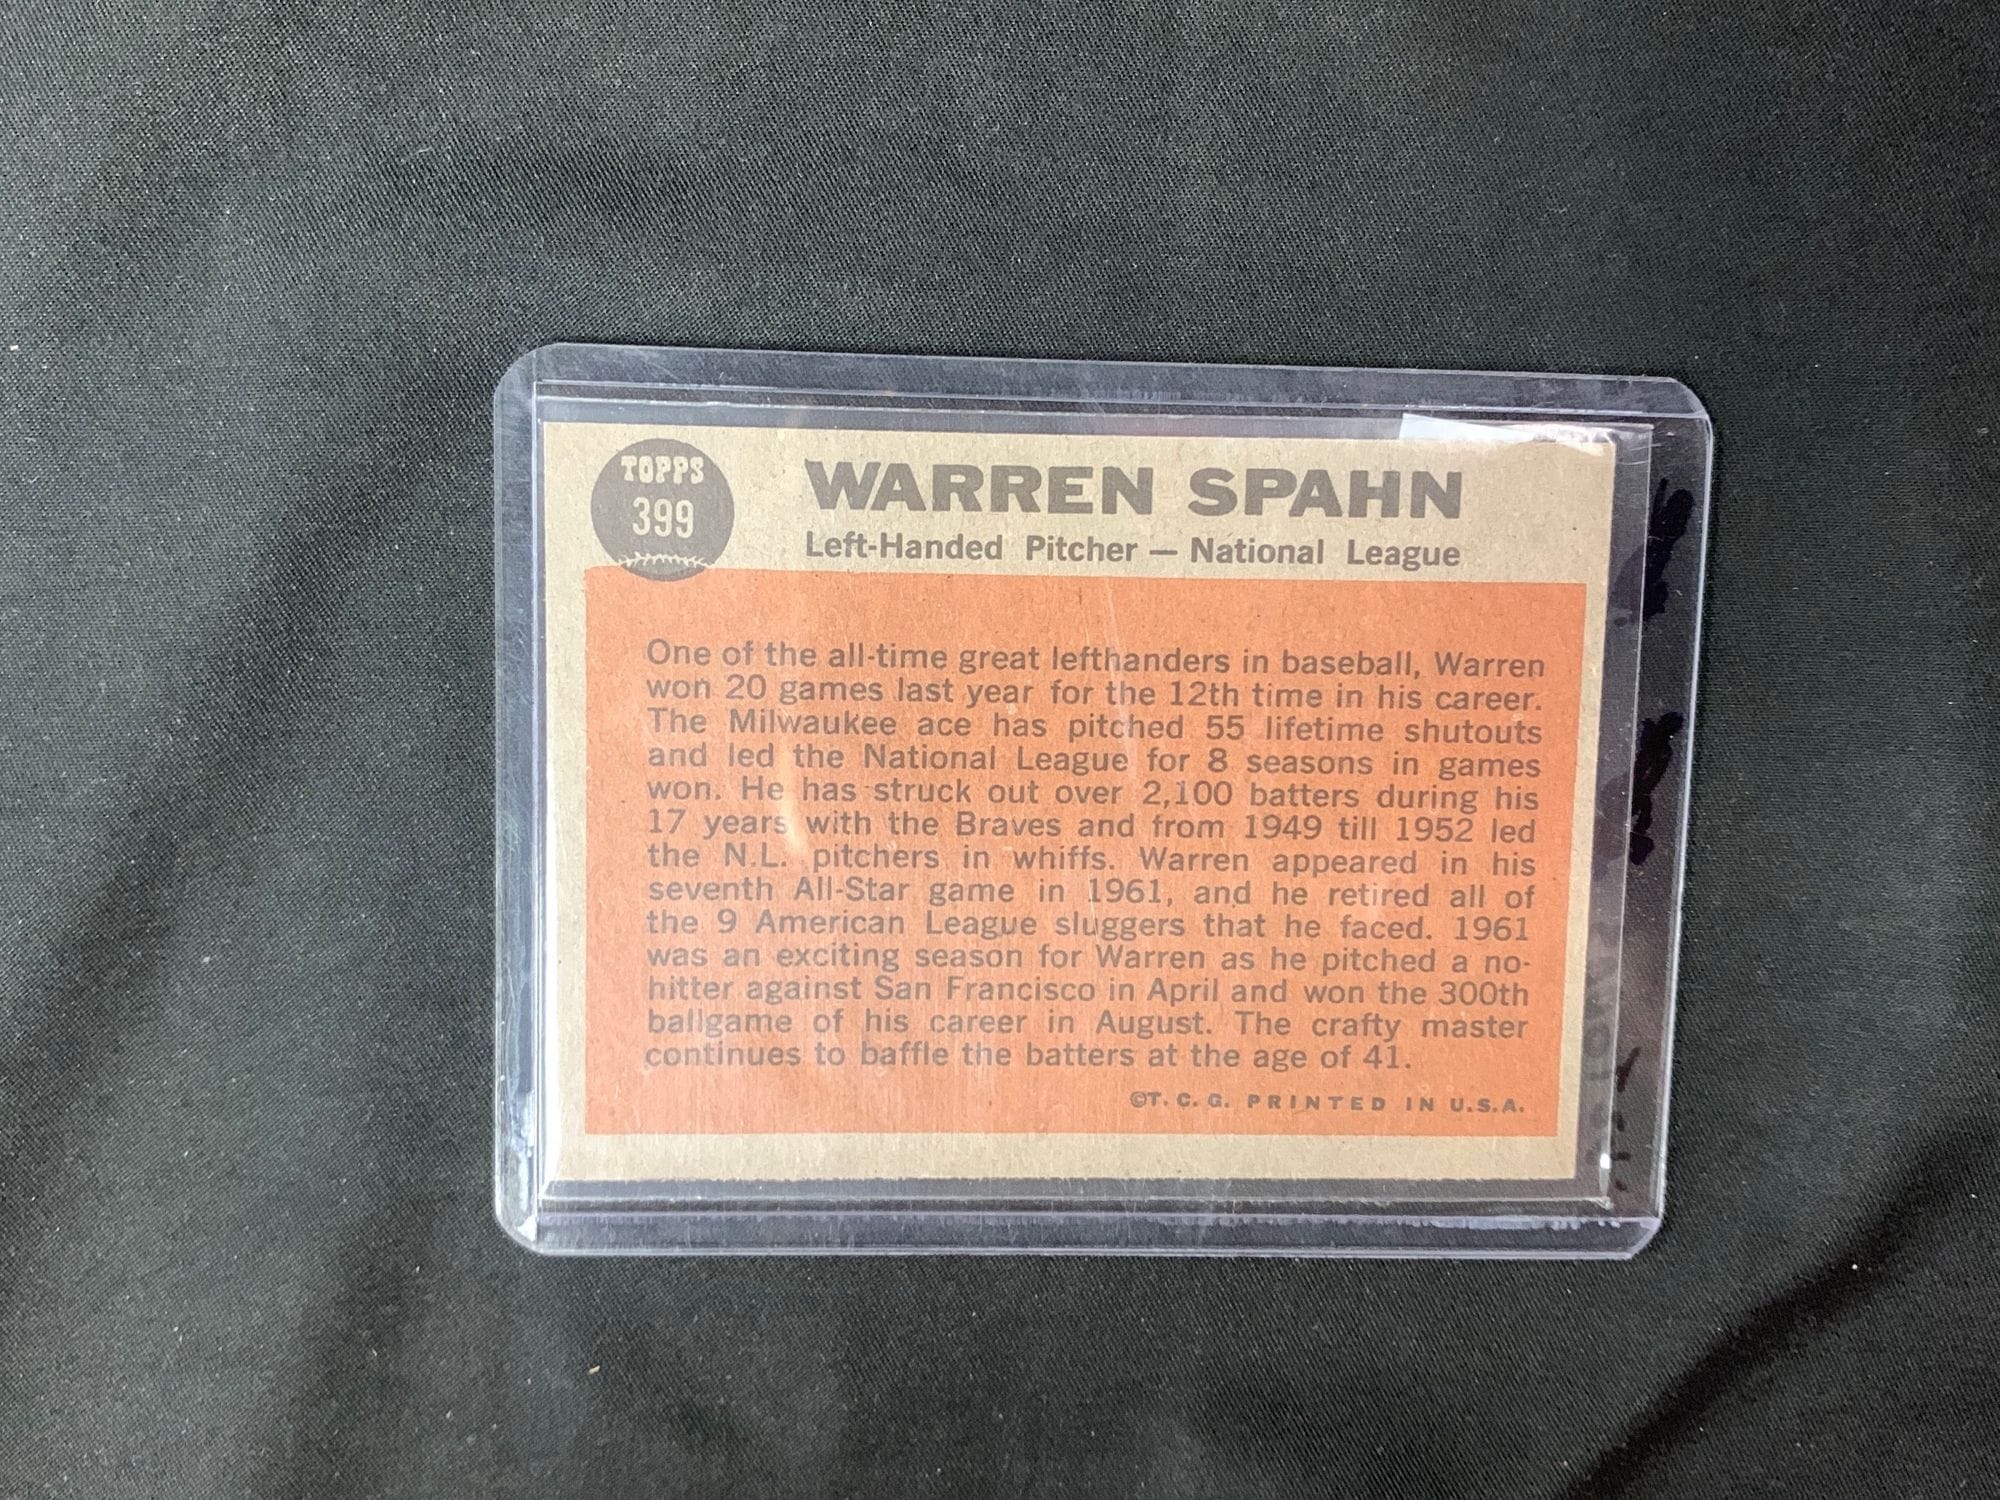 TOPPS
399
WARREN SPAHN
Left-Handed Pitcher — National League
One of the all-time great lefthanders in baseball, Warren
won 20 games last year for the 12th time in his career.
The Milwaukee ace has pitched 55 lifetime shutouts
and led the National League for 8 seasons in games
won. He has struck out over 2,100 batters during his
17 years with the Braves and from 1949 till 1952 led
the N.L. pitchers in whiffs. Warren appeared in his
seventh All-Star game in 1961, and he retired all of
the 9 American League sluggers that he faced. 1961
was an exciting season for Warren as he pitched a no-
hitter against San Francisco in April and won the 300th
ballgame of his career in August. The crafty master
continues to baffle the batters at the age of 41.
©T. C. G. PRINTED IN U.S.A.